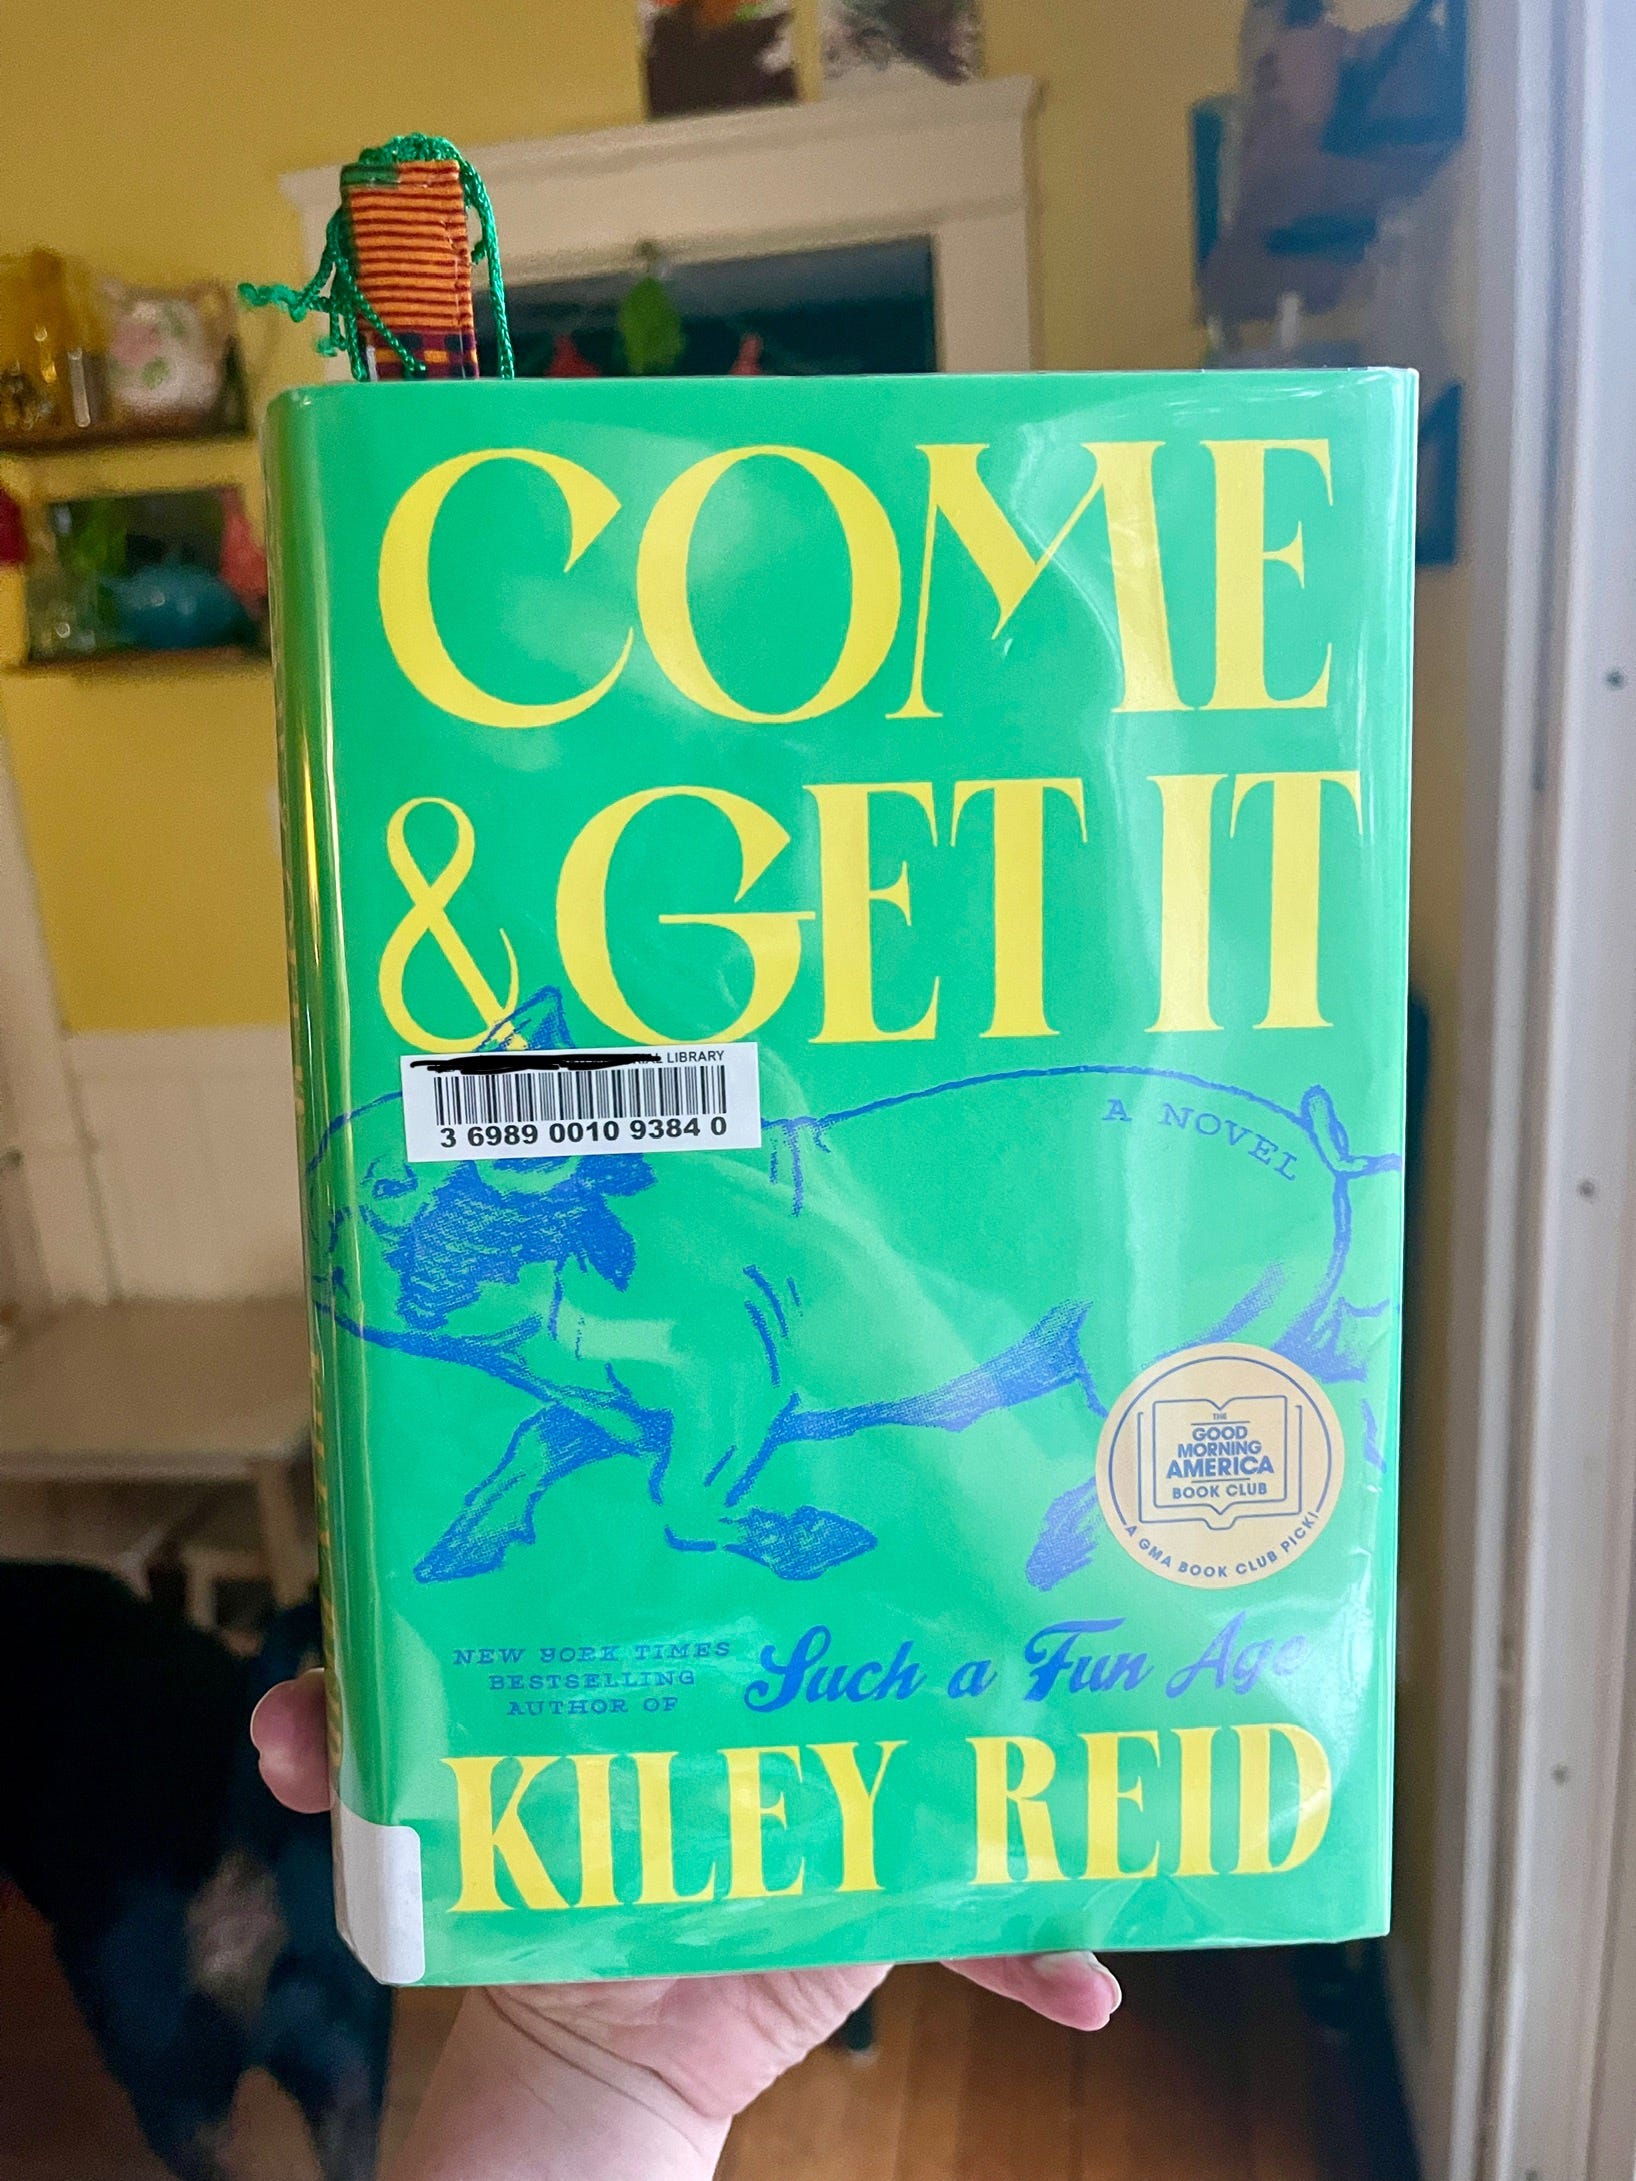 COME
& GET IT
LIBRARY
3 6989 0010 9384 0
A NOVEL
THE
GOOD
MORNING
AMERICA
BOOK CLUB
A GMA BOOK CLUB PICK!
NEW YORK TIMES
BESTSELLING
AUTHOR OF
Such a Fun Age
KILEY REID